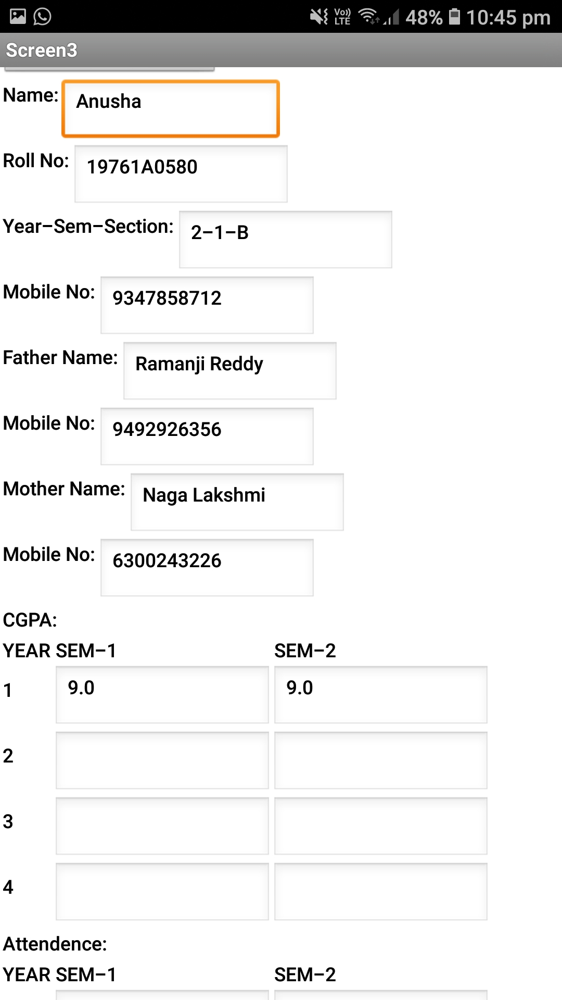 Vo)) LTE 48% 10:45 pm
Screen3
Name: Anusha
Roll No: 19761A0580
Year-Sem-Section: 2-1-B
Mobile No: 9347858712
Father Name: Ramanji Reddy
Mobile No: 9492926356
Mother Name: Naga Lakshmi
Mobile No: 6300243226
CGPA:
YEAR SEM-1 SEM-2
1 9.0 9.0
2
3
4
Attendence:
YEAR SEM-1 SEM-2